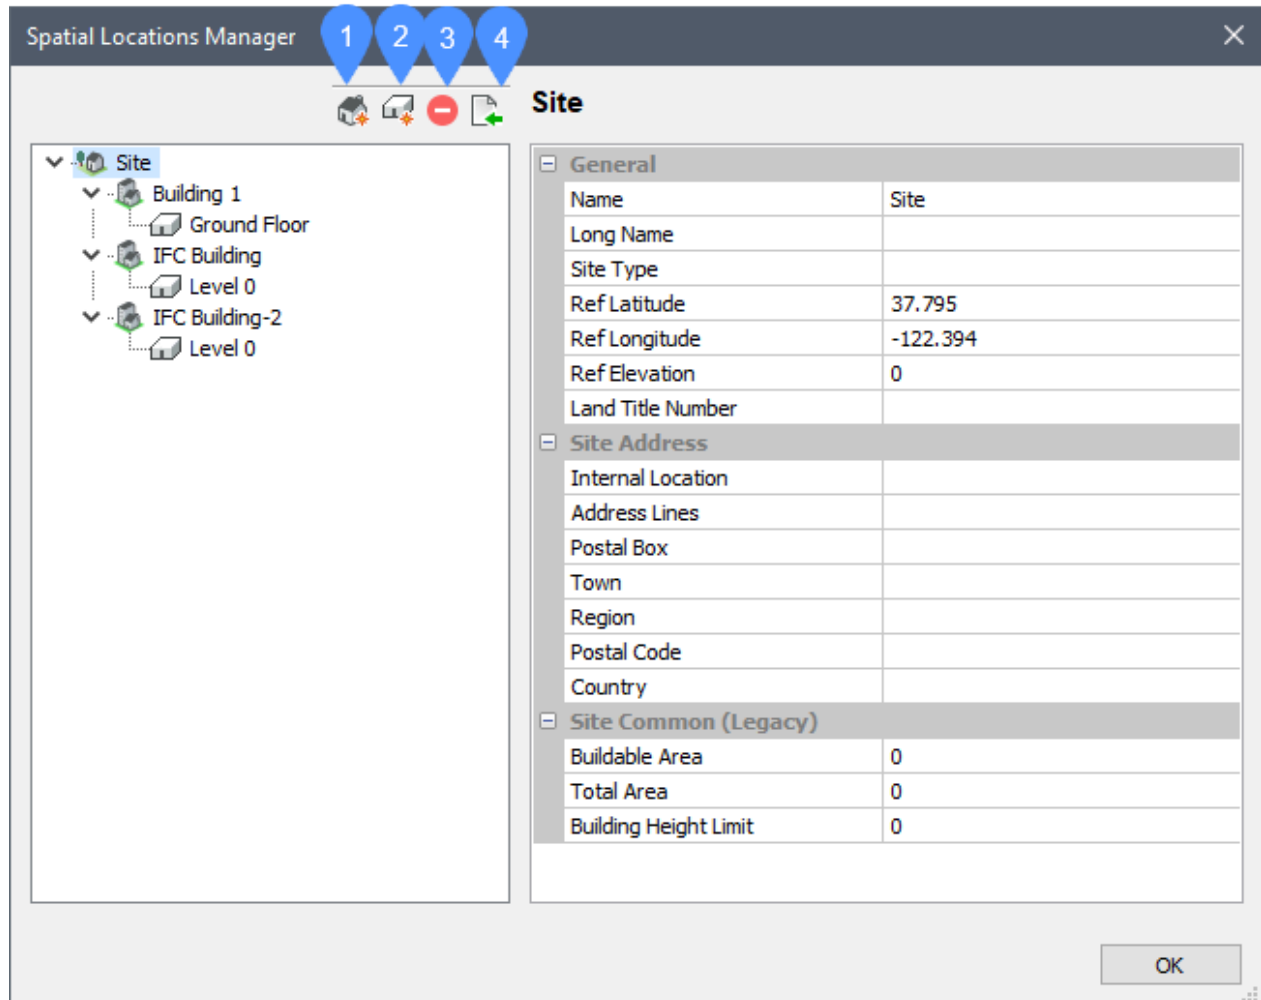 Spatial Locations Manager
1 2 3 4
Site
Site
Building 1
Ground Floor
IFC Building
Level 0
IFC Building-2
Level 0
General
Name Site
Long Name
Site Type
Ref Latitude 37.795
Ref Longitude -122.394
Ref Elevation 0
Land Title Number
Site Address
Internal Location
Address Lines
Postal Box
Town
Region
Postal Code
Country
Site Common (Legacy)
Buildable Area 0
Total Area 0
Building Height Limit 0
OK